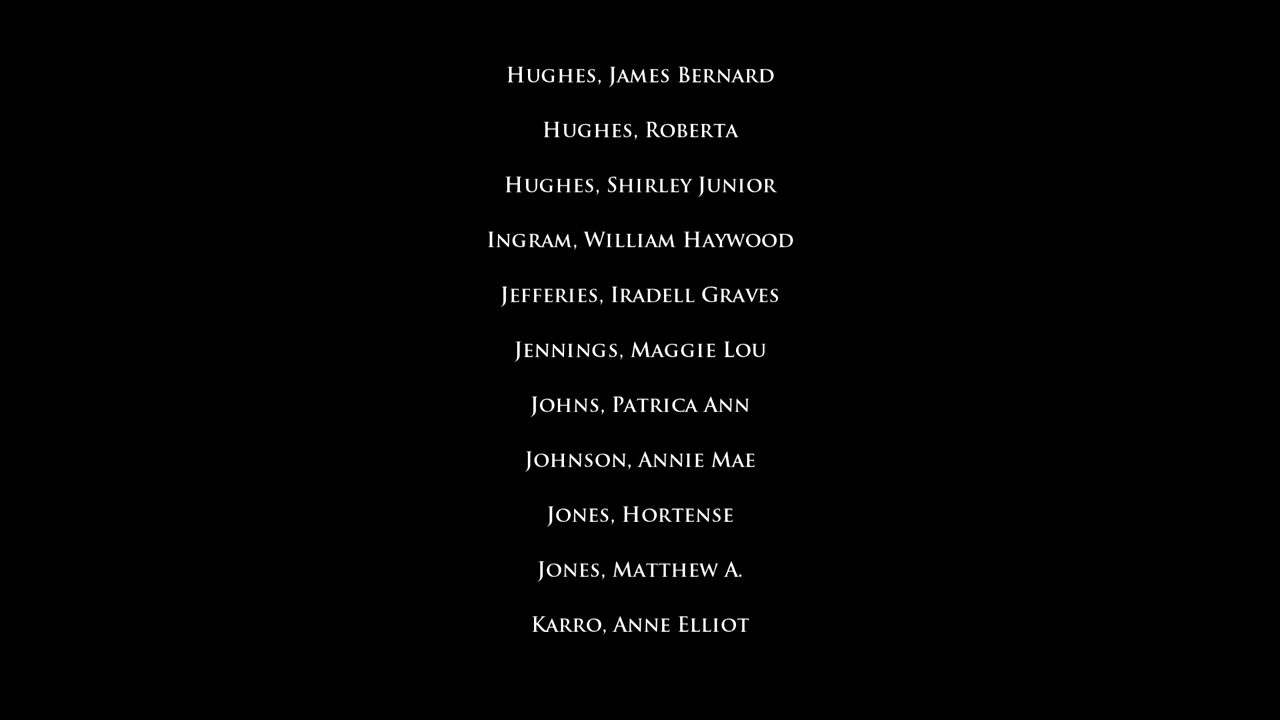 Hughes, James Bernard
Hughes, Roberta
Hughes, Shirley Junior
Ingram, William Haywood
Jefferies, Iradell Graves
Jennings, Maggie Lou
Johns, Patrica Ann
Johnson, Annie Mae
Jones, Hortense
Jones, Matthew A.
Karro, Anne Elliot